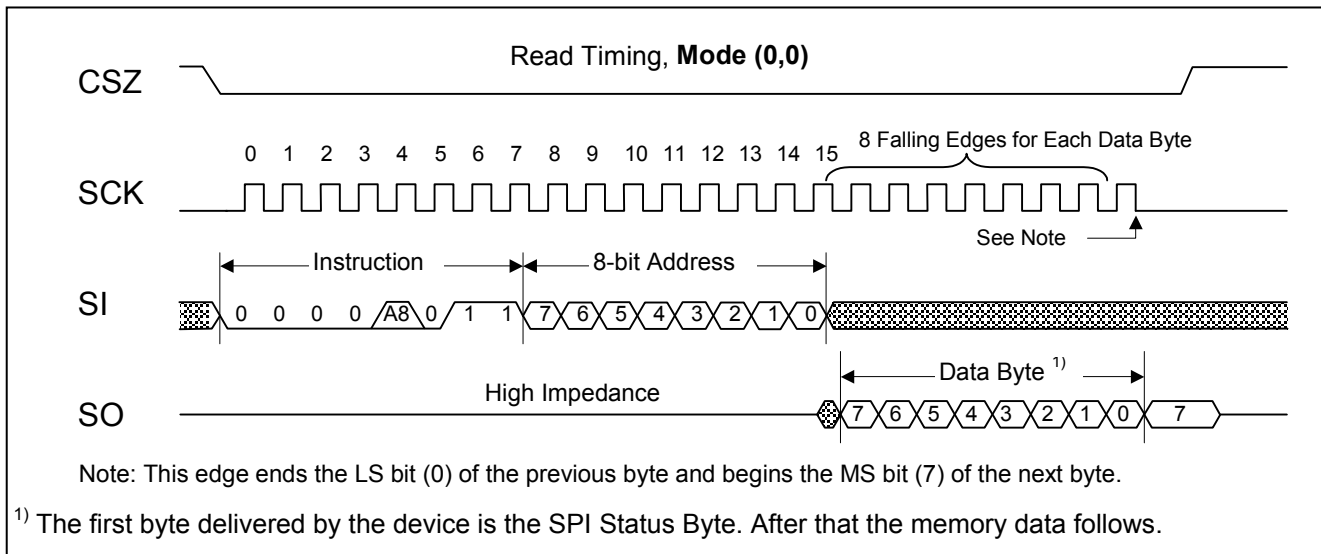 Read Timing, Mode (0,0)
CSZ
0 1 2 3 4 5 6 7 8 9 10 11 12 13 14 15
8 Falling Edges for Each Data Byte
SCK
See Note
Instruction
8-bit Address
SI
0 0 0 0 A8 0 1 1 7 6 5 4 3 2 1 0
Data Byte 1)
High Impedance
SO
7 6 5 4 3 2 1 0 7
Note: This edge ends the LS bit (0) of the previous byte and begins the MS bit (7) of the next byte.
1) The first byte delivered by the device is the SPI Status Byte. After that the memory data follows.